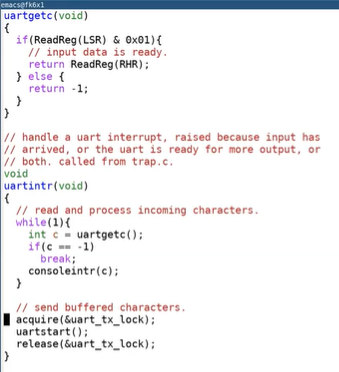 emacs@fk6x1
uartgetc(void)
{
  if(ReadReg(LSR) & 0x01){
    // input data is ready.
    return ReadReg(RHR);
  } else {
    return -1;
  }
}

// handle a uart interrupt, raised because input has
// arrived, or the uart is ready for more output, or
// both. called from trap.c.
void
uartintr(void)
{
  // read and process incoming characters.
  while(1){
    int c = uartgetc();
    if(c == -1)
      break;
    consoleintr(c);
  }

  // send buffered characters.
  acquire(&uart_tx_lock);
  uartstart();
  release(&uart_tx_lock);
}